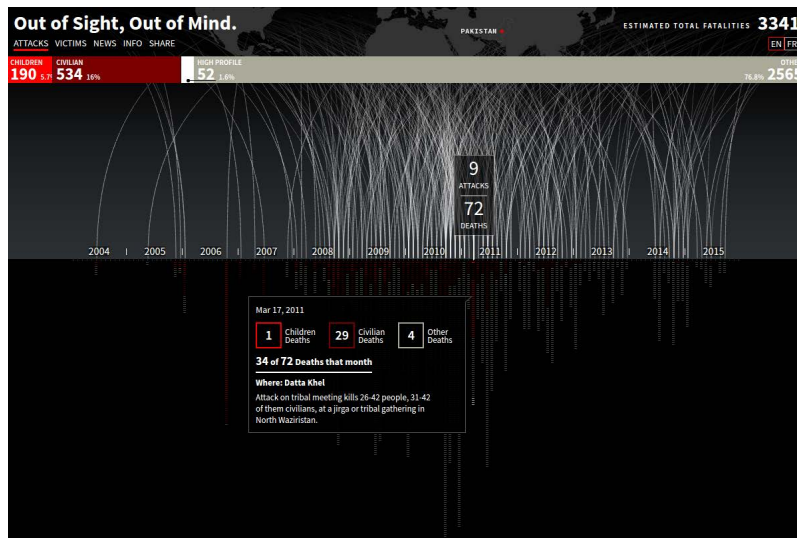 Out of Sight, Out of Mind.
PAKISTAN
ESTIMATED TOTAL FATALITIES 3341
ATTACKS VICTIMS NEWS INFO SHARE
EN FR
CHILDREN
190 5.7%
CIVILIAN
534 16%
HIGH PROFILE
52 1.6%
OTHE
76.8% 2565
9
ATTACKS
72
DEATHS
2004 2005 2006 2007 2008 2009 2010 2011 2012 2013 2014 2015
Mar 17, 2011
1 Children Deaths
29 Civilian Deaths
4 Other Deaths
34 of 72 Deaths that month
Where: Datta Khel
Attack on tribal meeting kills 26-42 people, 31-42
of them civilians, at a jirga or tribal gathering in
North Waziristan.